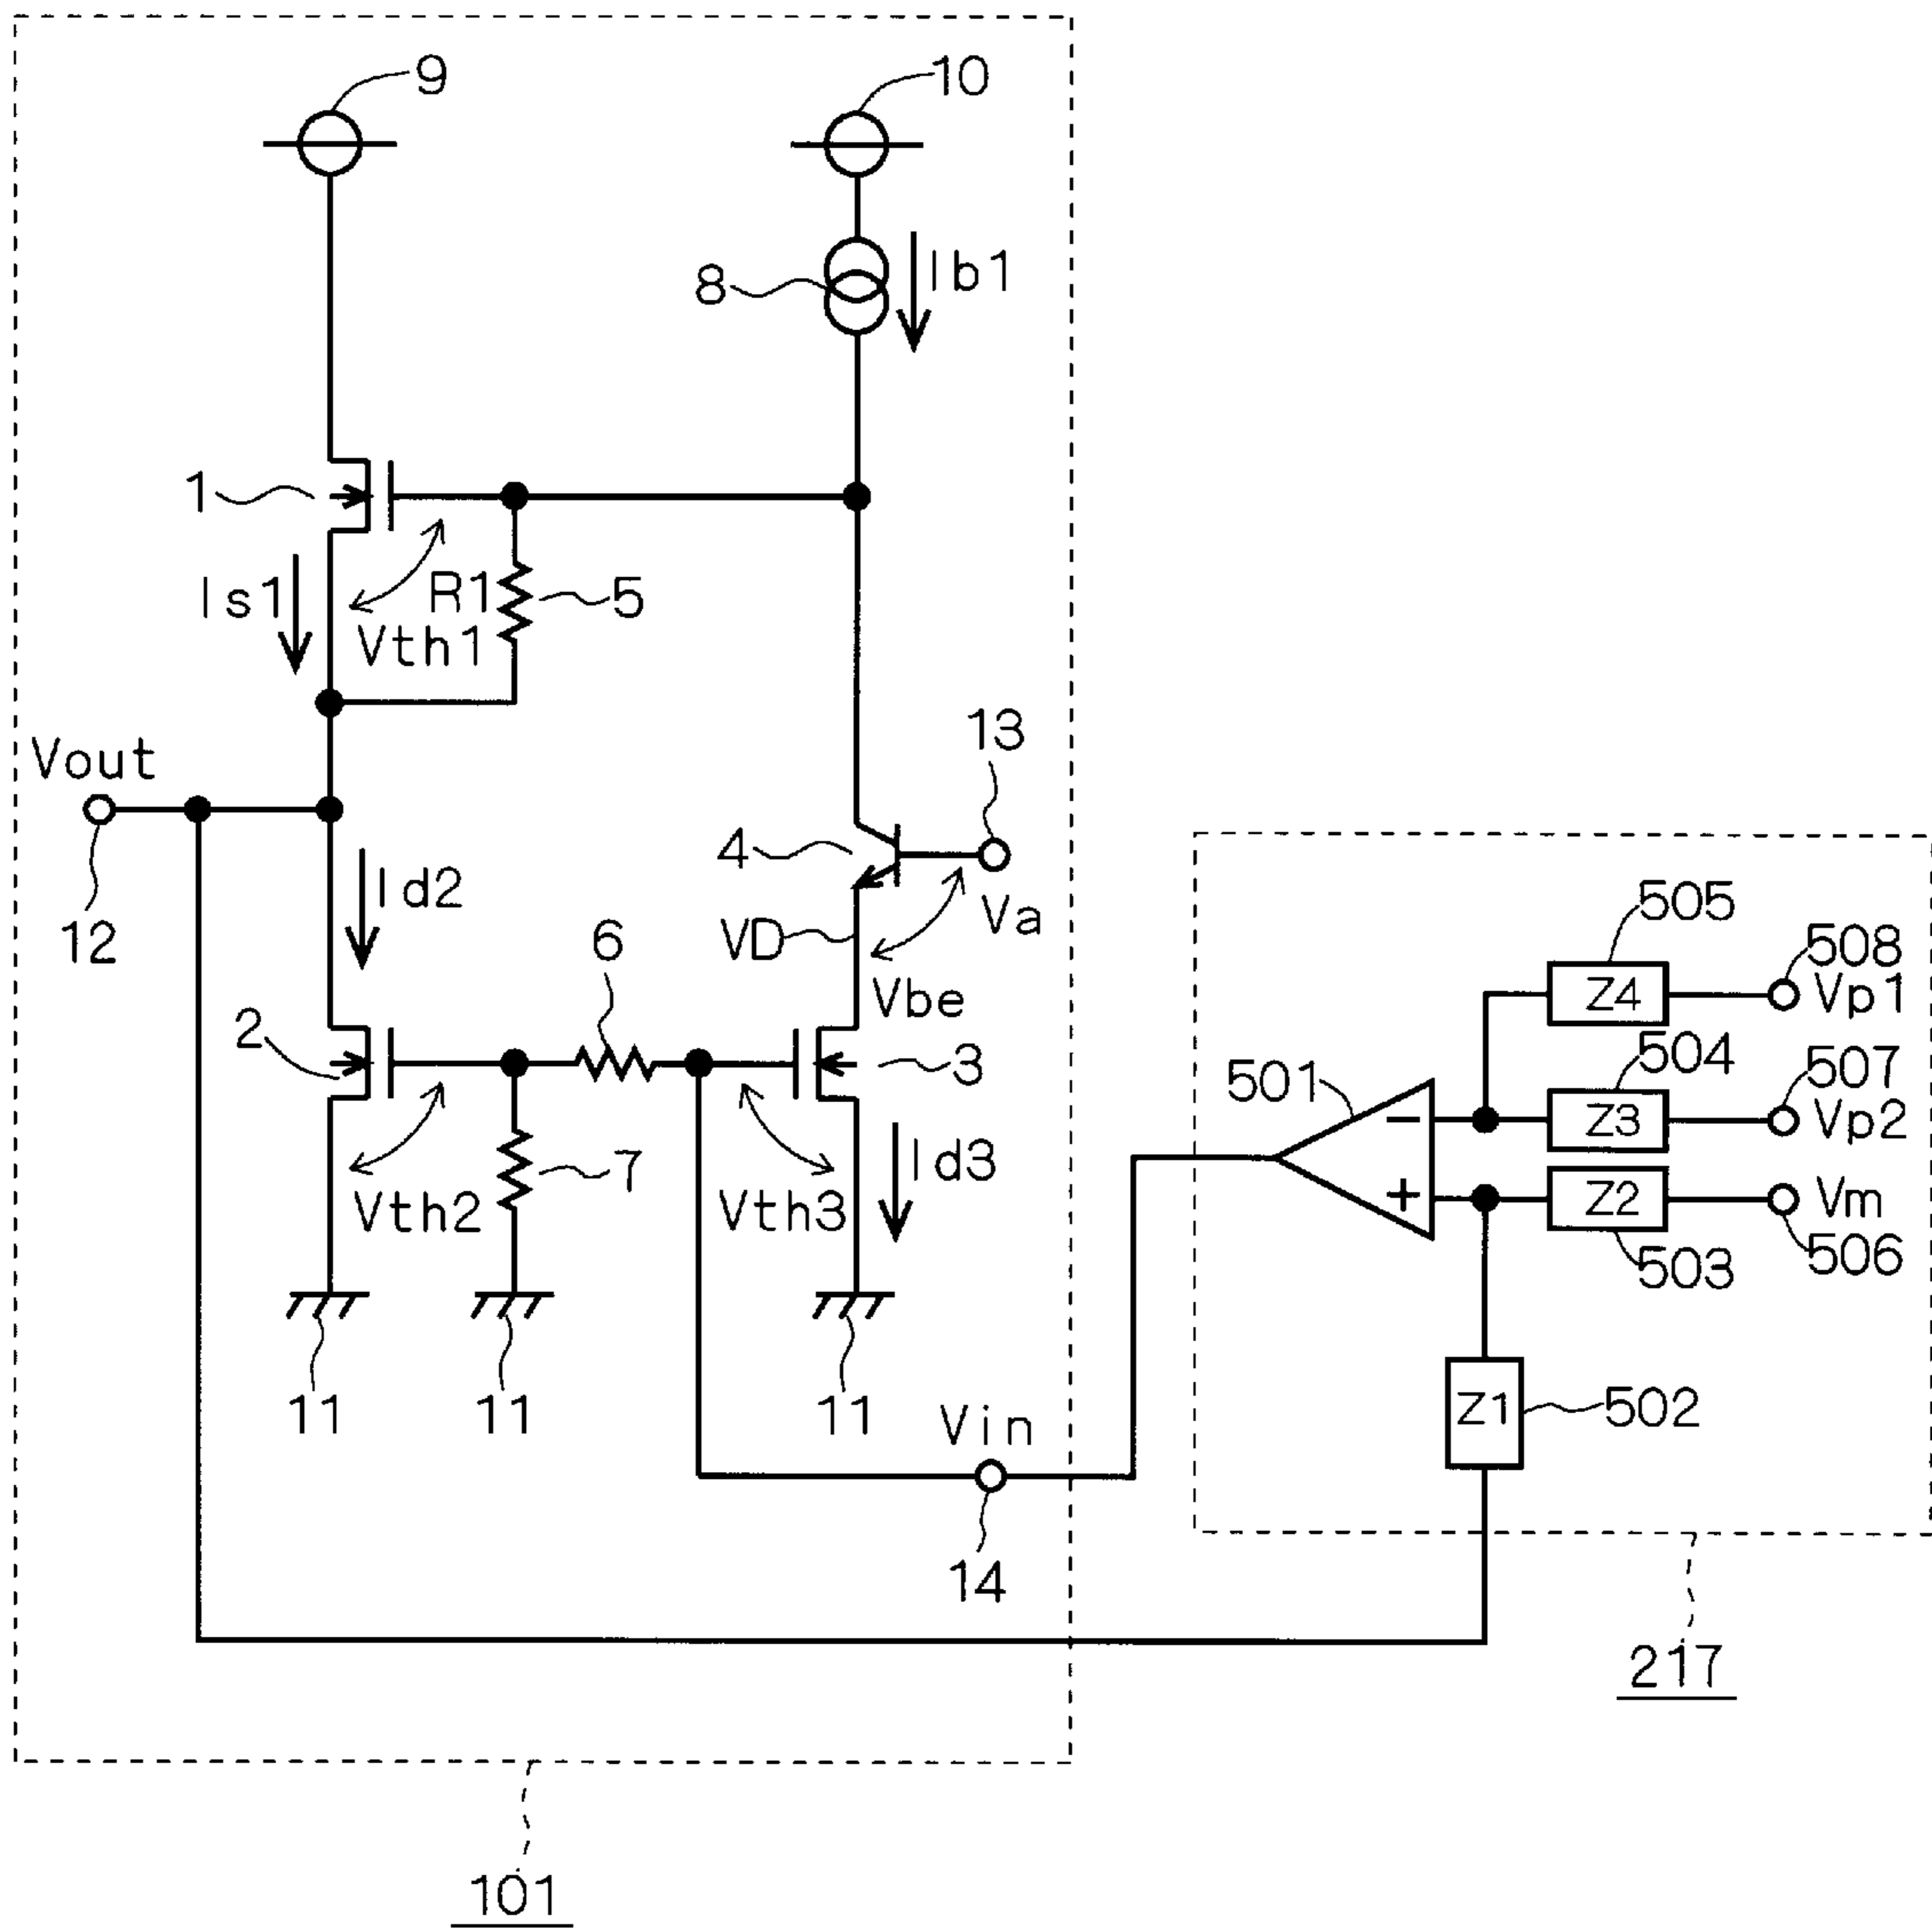 9
10
8
Ib1
1
Is1
R1
5
Vth1
Vout
13
12
Id2
4
Va
6
VD
Vbe
2
3
7
Vth2
Vth3
Id3
11
11
11
Vin
14
101
505
508
Z4
Vp1
504
507
501
−
Z3
Vp2
+
Z2
Vm
503
506
Z1
502
217